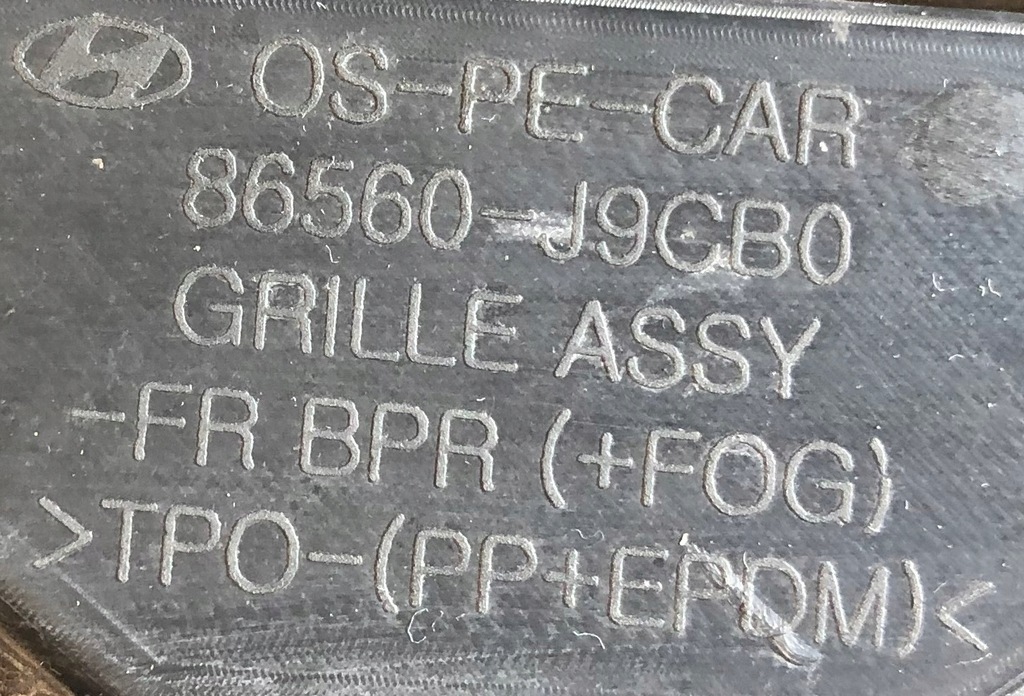 OS-PE-CAR
86560-J9CB0
GRILLE ASSY
-FR BPR (+FOG)
>TPO-(PP+EPDM)<